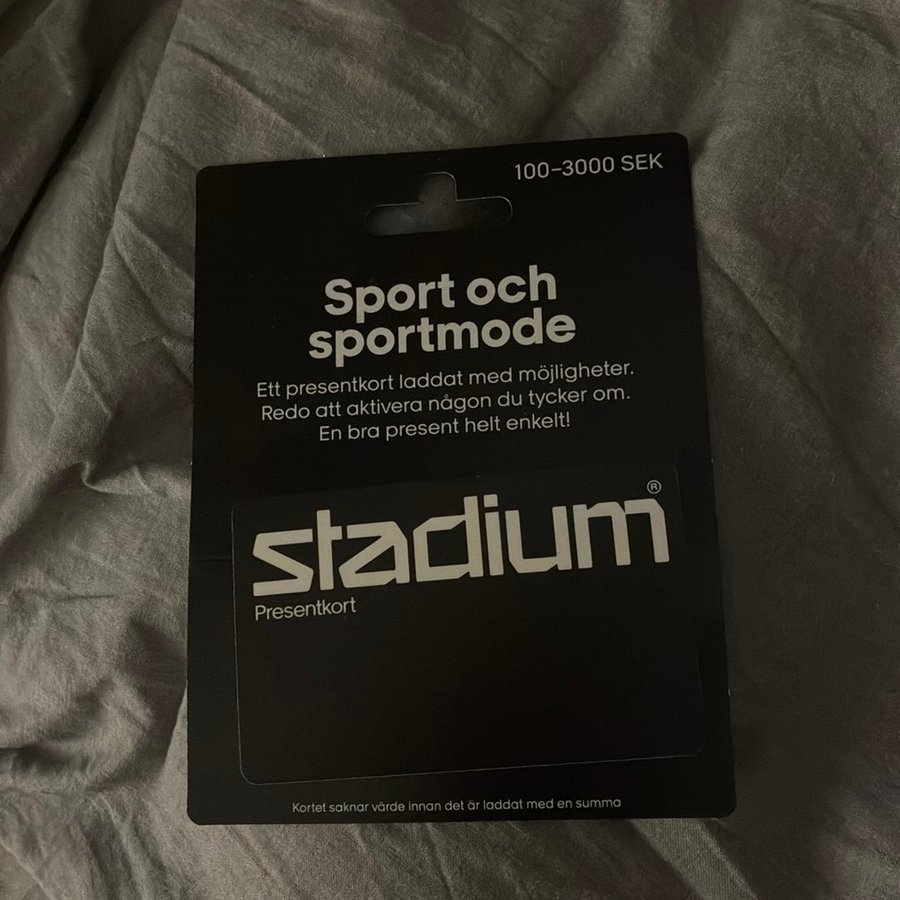 100-3000 SEK
Sport och
sportmode
Ett presentkort laddat med möjligheter.
Redo att aktivera någon du tycker om.
En bra present helt enkelt!
stadium®
Presentkort
Kortet saknar värde innan det är laddat med en summa